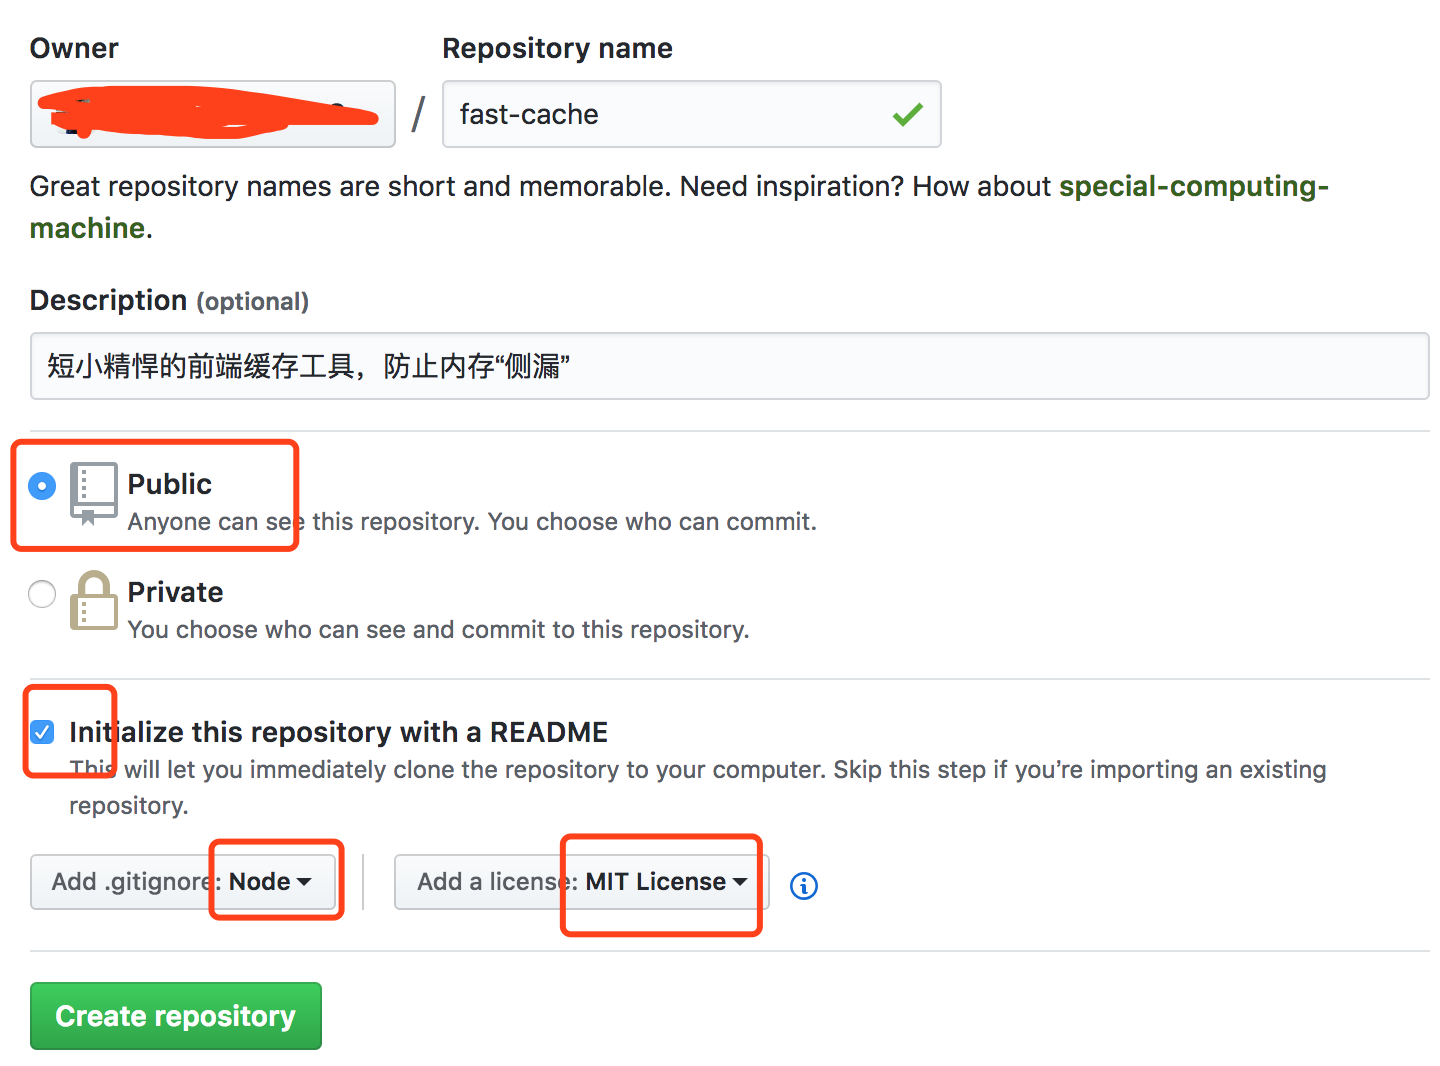 Owner
Repository name
/
fast-cache
Great repository names are short and memorable. Need inspiration? How about special-computing-
machine.
Description (optional)
短小精悍的前端缓存工具，防止内存“侧漏”
Public
Anyone can see this repository. You choose who can commit.
Private
You choose who can see and commit to this repository.
Initialize this repository with a README
This will let you immediately clone the repository to your computer. Skip this step if you’re importing an existing
repository.
Add .gitignore: Node
Add a license: MIT License
Create repository